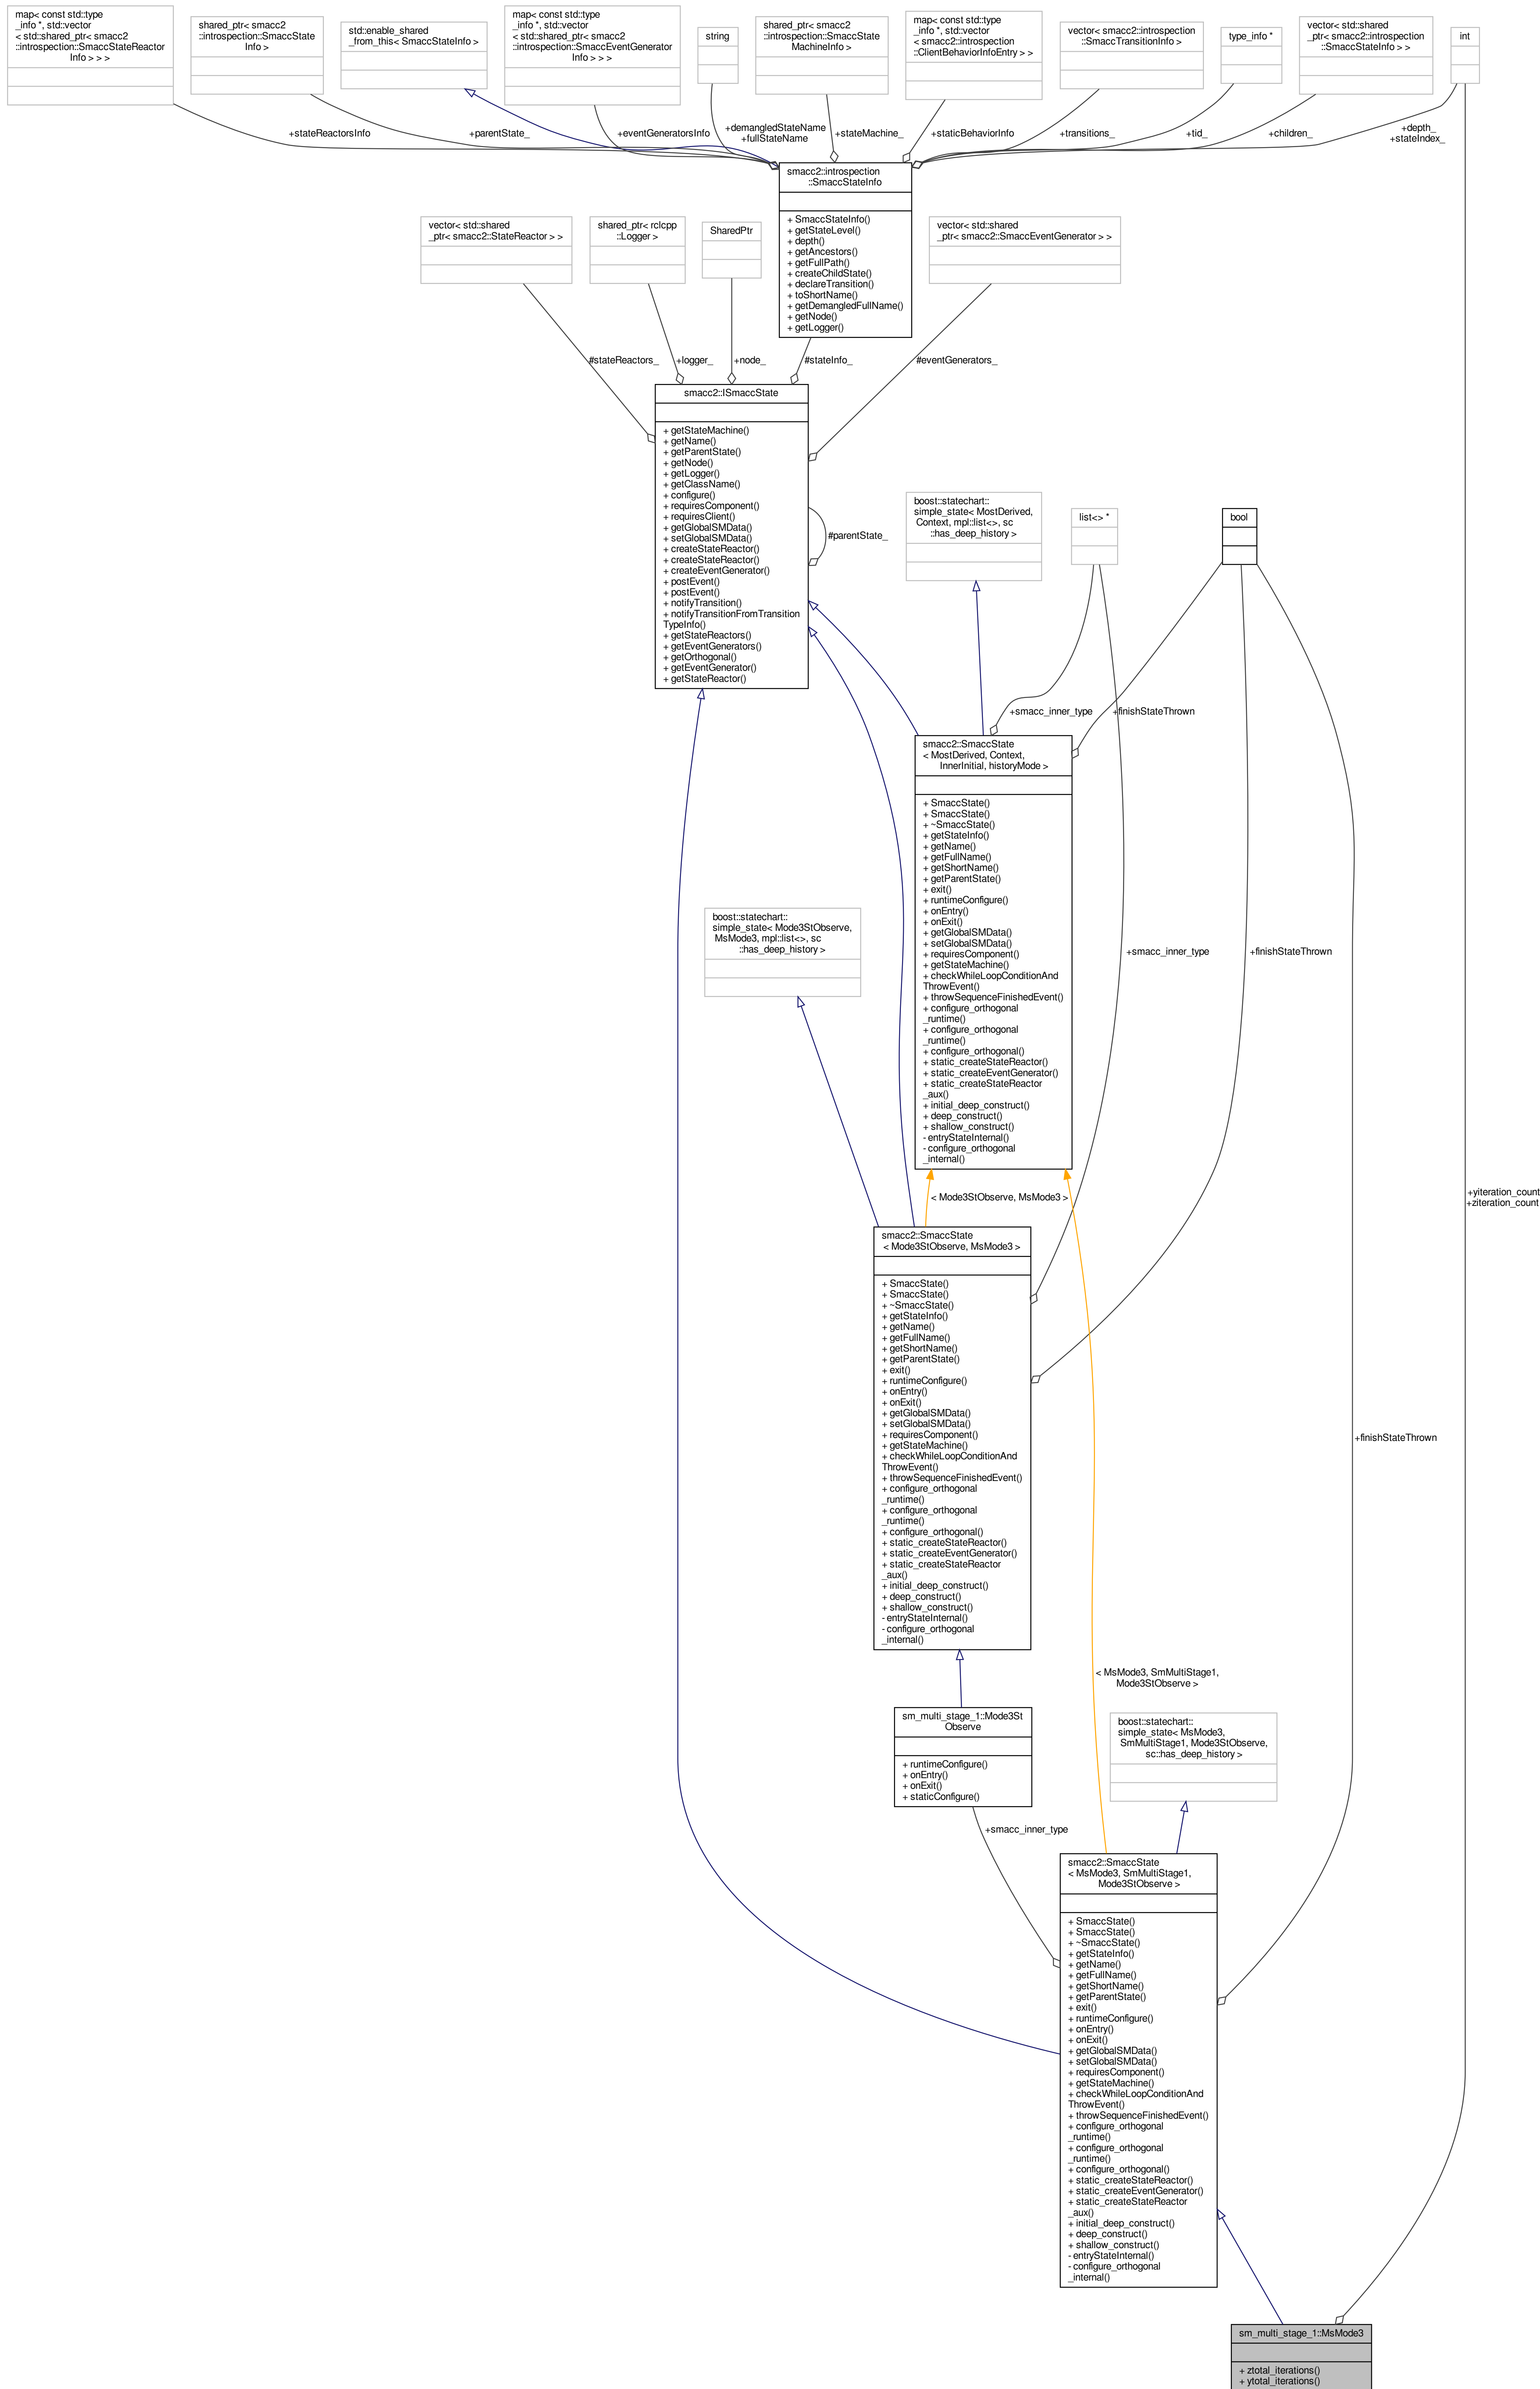 map< const std::type
_info *, std::vector
< std::shared_ptr< smacc2
::introspection::SmaccStateReactor
Info > > >
shared_ptr< smacc2
::introspection::SmaccState
Info >
std::enable_shared
_from_this< SmaccStateInfo >
map< const std::type
_info *, std::vector
< std::shared_ptr< smacc2
::introspection::SmaccEventGenerator
Info > > >
string
shared_ptr< smacc2
::introspection::SmaccState
MachineInfo >
map< const std::type
_info *, std::vector
< smacc2::introspection
::ClientBehaviorInfoEntry > >
vector< smacc2::introspection
::SmaccTransitionInfo >
type_info *
vector< std::shared
_ptr< smacc2::introspection
::SmaccStateInfo > >
int
+stateReactorsInfo
+parentState_
+eventGeneratorsInfo
+demangledStateName
+fullStateName
+stateMachine_
+staticBehaviorInfo
+transitions_
+tid_
+children_
+depth_
+stateIndex_
smacc2::introspection
::SmaccStateInfo
+ SmaccStateInfo()
+ getStateLevel()
+ depth()
+ getAncestors()
+ getFullPath()
+ createChildState()
+ declareTransition()
+ toShortName()
+ getDemangledFullName()
+ getNode()
+ getLogger()
vector< std::shared
_ptr< smacc2::StateReactor > >
shared_ptr< rclcpp
::Logger >
SharedPtr
vector< std::shared
_ptr< smacc2::SmaccEventGenerator > >
#stateReactors_
+logger_
+node_
#stateInfo_
#eventGenerators_
smacc2::ISmaccState
+ getStateMachine()
+ getName()
+ getParentState()
+ getNode()
+ getLogger()
+ getClassName()
+ configure()
+ requiresComponent()
+ requiresClient()
+ getGlobalSMData()
+ setGlobalSMData()
+ createStateReactor()
+ createStateReactor()
+ createEventGenerator()
+ postEvent()
+ postEvent()
+ notifyTransition()
+ notifyTransitionFromTransition
TypeInfo()
+ getStateReactors()
+ getEventGenerators()
+ getOrthogonal()
+ getEventGenerator()
+ getStateReactor()
#parentState_
boost::statechart::
simple_state< MostDerived,
Context, mpl::list<>, sc
::has_deep_history >
list<> *
bool
+smacc_inner_type
+finishStateThrown
smacc2::SmaccState
< MostDerived, Context,
InnerInitial, historyMode >
+ SmaccState()
+ SmaccState()
+ ~SmaccState()
+ getStateInfo()
+ getName()
+ getFullName()
+ getShortName()
+ getParentState()
+ exit()
+ runtimeConfigure()
+ onEntry()
+ onExit()
+ getGlobalSMData()
+ setGlobalSMData()
+ requiresComponent()
+ getStateMachine()
+ checkWhileLoopConditionAnd
ThrowEvent()
+ throwSequenceFinishedEvent()
+ configure_orthogonal
_runtime()
+ configure_orthogonal
_runtime()
+ configure_orthogonal()
+ static_createStateReactor()
+ static_createEventGenerator()
+ static_createStateReactor
_aux()
+ initial_deep_construct()
+ deep_construct()
+ shallow_construct()
- entryStateInternal()
- configure_orthogonal
_internal()
boost::statechart::
simple_state< Mode3StObserve,
MsMode3, mpl::list<>, sc
::has_deep_history >
+smacc_inner_type
+finishStateThrown
< Mode3StObserve, MsMode3 >
+yiteration_count
+ziteration_count
smacc2::SmaccState
< Mode3StObserve, MsMode3 >
+ SmaccState()
+ SmaccState()
+ ~SmaccState()
+ getStateInfo()
+ getName()
+ getFullName()
+ getShortName()
+ getParentState()
+ exit()
+ runtimeConfigure()
+ onEntry()
+ onExit()
+ getGlobalSMData()
+ setGlobalSMData()
+ requiresComponent()
+ getStateMachine()
+ checkWhileLoopConditionAnd
ThrowEvent()
+ throwSequenceFinishedEvent()
+ configure_orthogonal
_runtime()
+ configure_orthogonal
_runtime()
+ configure_orthogonal()
+ static_createStateReactor()
+ static_createEventGenerator()
+ static_createStateReactor
_aux()
+ initial_deep_construct()
+ deep_construct()
+ shallow_construct()
- entryStateInternal()
- configure_orthogonal
_internal()
+finishStateThrown
< MsMode3, SmMultiStage1,
Mode3StObserve >
sm_multi_stage_1::Mode3St
Observe
+ runtimeConfigure()
+ onEntry()
+ onExit()
+ staticConfigure()
boost::statechart::
simple_state< MsMode3,
SmMultiStage1, Mode3StObserve,
sc::has_deep_history >
+smacc_inner_type
smacc2::SmaccState
< MsMode3, SmMultiStage1,
Mode3StObserve >
+ SmaccState()
+ SmaccState()
+ ~SmaccState()
+ getStateInfo()
+ getName()
+ getFullName()
+ getShortName()
+ getParentState()
+ exit()
+ runtimeConfigure()
+ onEntry()
+ onExit()
+ getGlobalSMData()
+ setGlobalSMData()
+ requiresComponent()
+ getStateMachine()
+ checkWhileLoopConditionAnd
ThrowEvent()
+ throwSequenceFinishedEvent()
+ configure_orthogonal
_runtime()
+ configure_orthogonal
_runtime()
+ configure_orthogonal()
+ static_createStateReactor()
+ static_createEventGenerator()
+ static_createStateReactor
_aux()
+ initial_deep_construct()
+ deep_construct()
+ shallow_construct()
- entryStateInternal()
- configure_orthogonal
_internal()
sm_multi_stage_1::MsMode3
+ ztotal_iterations()
+ ytotal_iterations()